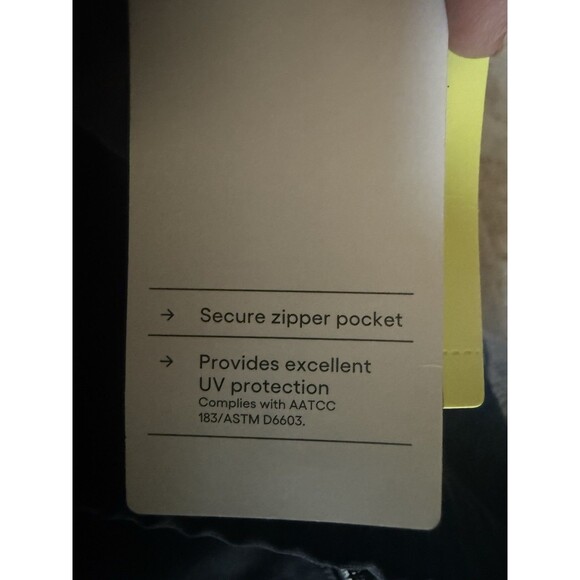 → Secure zipper pocket
→ Provides excellent
UV protection
Complies with AATCC
183/ASTM D6603.